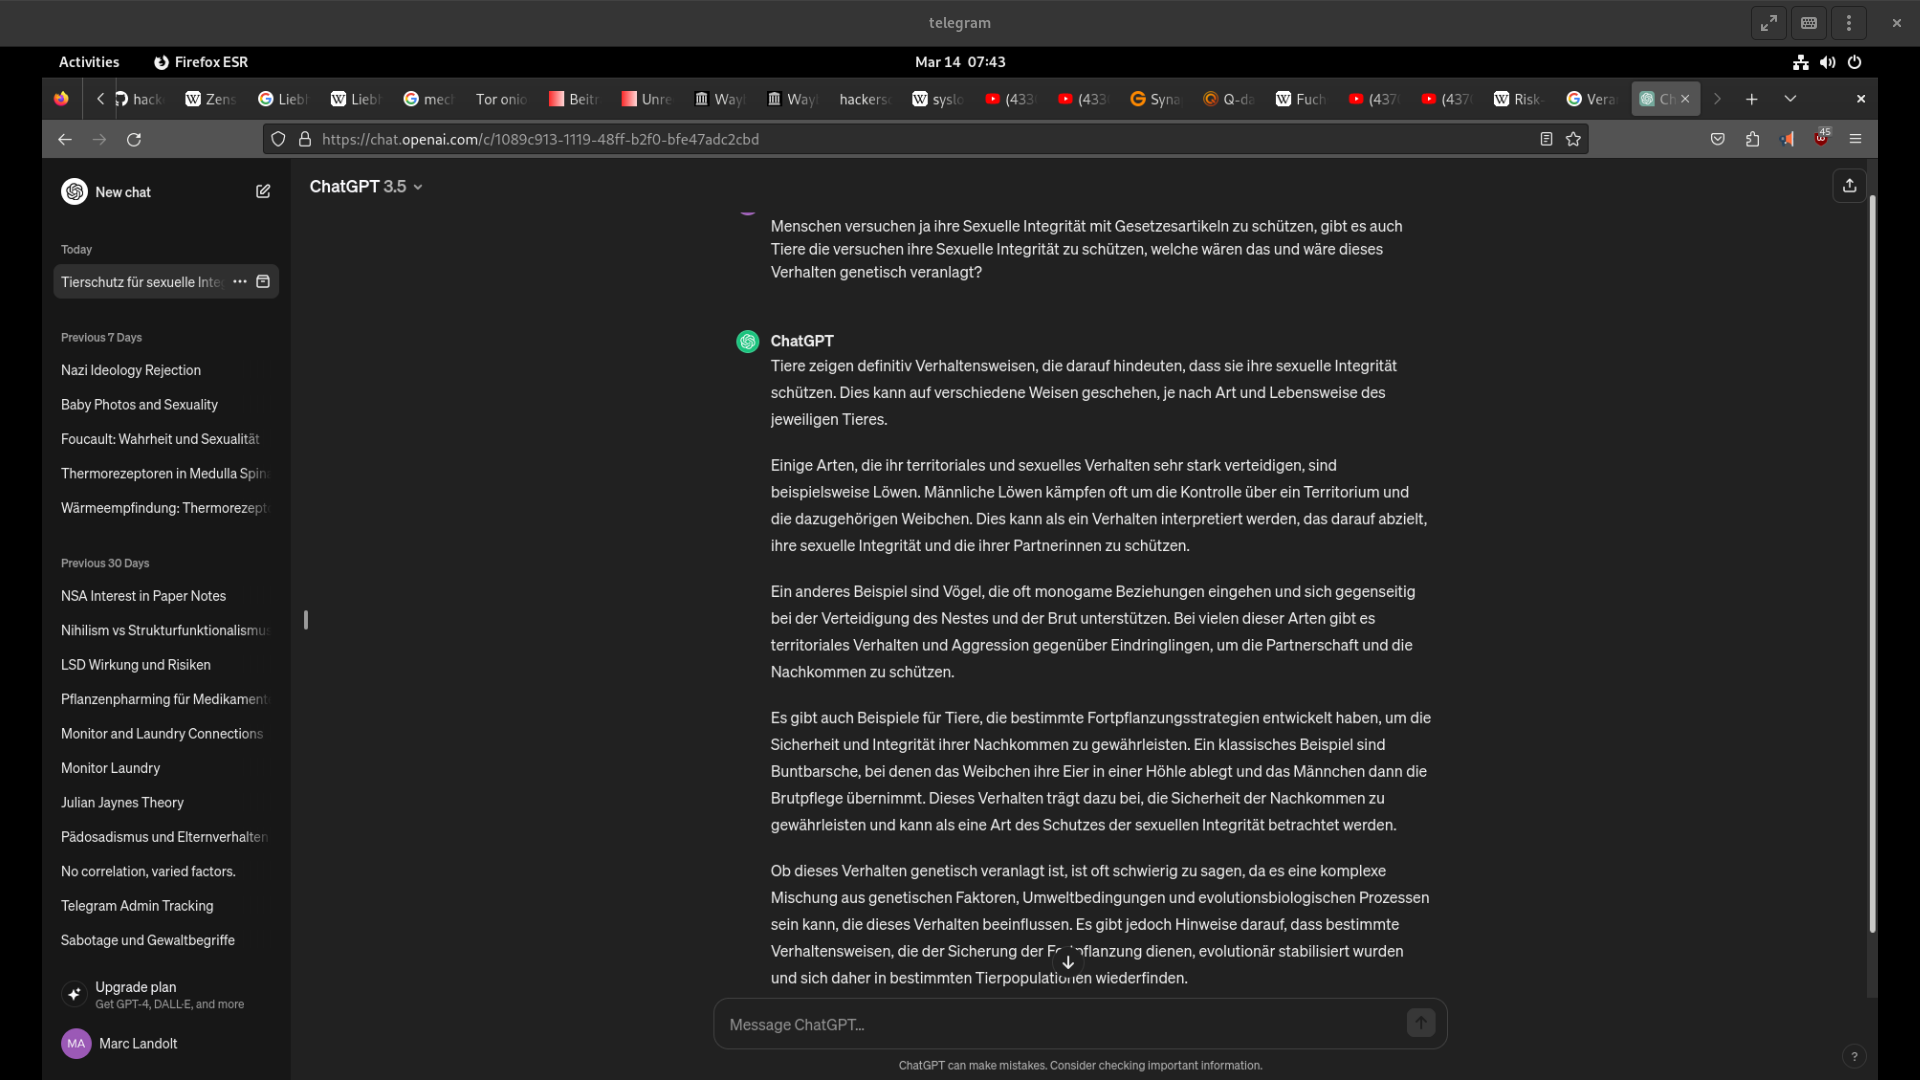 telegram
Activities
Firefox ESR
Mar 14 07:43
hack
Zens
Liebl
Liebl
mecl
Tor onio
Beitr
Unre
Wayl
Wayl
hackers
syslo
(433
(433
Syna
Q-da
Fuch
(437
(437
Risk-
Vera
Ch
https://chat.openai.com/c/1089c913-1119-48ff-b2f0-bfe47adc2cbd
45
New chat
Today
Tierschutz für sexuelle Inte
Previous 7 Days
Nazi Ideology Rejection
Baby Photos and Sexuality
Foucault: Wahrheit und Sexualität
Thermorezeptoren in Medulla Spin
Wärmeempfindung: Thermorezept
Previous 30 Days
NSA Interest in Paper Notes
Nihilism vs Strukturfunktionalismu
LSD Wirkung und Risiken
Pflanzenpharming für Medikament
Monitor and Laundry Connections
Monitor Laundry
Julian Jaynes Theory
Pädosadismus und Elternverhalten
No correlation, varied factors.
Telegram Admin Tracking
Sabotage und Gewaltbegriffe
Upgrade plan
Get GPT-4, DALL·E, and more
MA
Marc Landolt
ChatGPT 3.5
Menschen versuchen ja ihre Sexuelle Integrität mit Gesetzesartikeln zu schützen, gibt es auch
Tiere die versuchen ihre Sexuelle Integrität zu schützen, welche wären das und wäre dieses
Verhalten genetisch veranlagt?
ChatGPT
Tiere zeigen definitiv Verhaltensweisen, die darauf hindeuten, dass sie ihre sexuelle Integrität
schützen. Dies kann auf verschiedene Weisen geschehen, je nach Art und Lebensweise des
jeweiligen Tieres.
Einige Arten, die ihr territoriales und sexuelles Verhalten sehr stark verteidigen, sind
beispielsweise Löwen. Männliche Löwen kämpfen oft um die Kontrolle über ein Territorium und
die dazugehörigen Weibchen. Dies kann als ein Verhalten interpretiert werden, das darauf abzielt,
ihre sexuelle Integrität und die ihrer Partnerinnen zu schützen.
Ein anderes Beispiel sind Vögel, die oft monogame Beziehungen eingehen und sich gegenseitig
bei der Verteidigung des Nestes und der Brut unterstützen. Bei vielen dieser Arten gibt es
territoriales Verhalten und Aggression gegenüber Eindringlingen, um die Partnerschaft und die
Nachkommen zu schützen.
Es gibt auch Beispiele für Tiere, die bestimmte Fortpflanzungsstrategien entwickelt haben, um die
Sicherheit und Integrität ihrer Nachkommen zu gewährleisten. Ein klassisches Beispiel sind
Buntbarsche, bei denen das Weibchen ihre Eier in einer Höhle ablegt und das Männchen dann die
Brutpflege übernimmt. Dieses Verhalten trägt dazu bei, die Sicherheit der Nachkommen zu
gewährleisten und kann als eine Art des Schutzes der sexuellen Integrität betrachtet werden.
Ob dieses Verhalten genetisch veranlagt ist, ist oft schwierig zu sagen, da es eine komplexe
Mischung aus genetischen Faktoren, Umweltbedingungen und evolutionsbiologischen Prozessen
sein kann, die dieses Verhalten beeinflussen. Es gibt jedoch Hinweise darauf, dass bestimmte
Verhaltensweisen, die der Sicherung der Fortpflanzung dienen, evolutionär stabilisiert wurden
und sich daher in bestimmten Tierpopulationen wiederfinden.
Message ChatGPT...
ChatGPT can make mistakes. Consider checking important information.
?